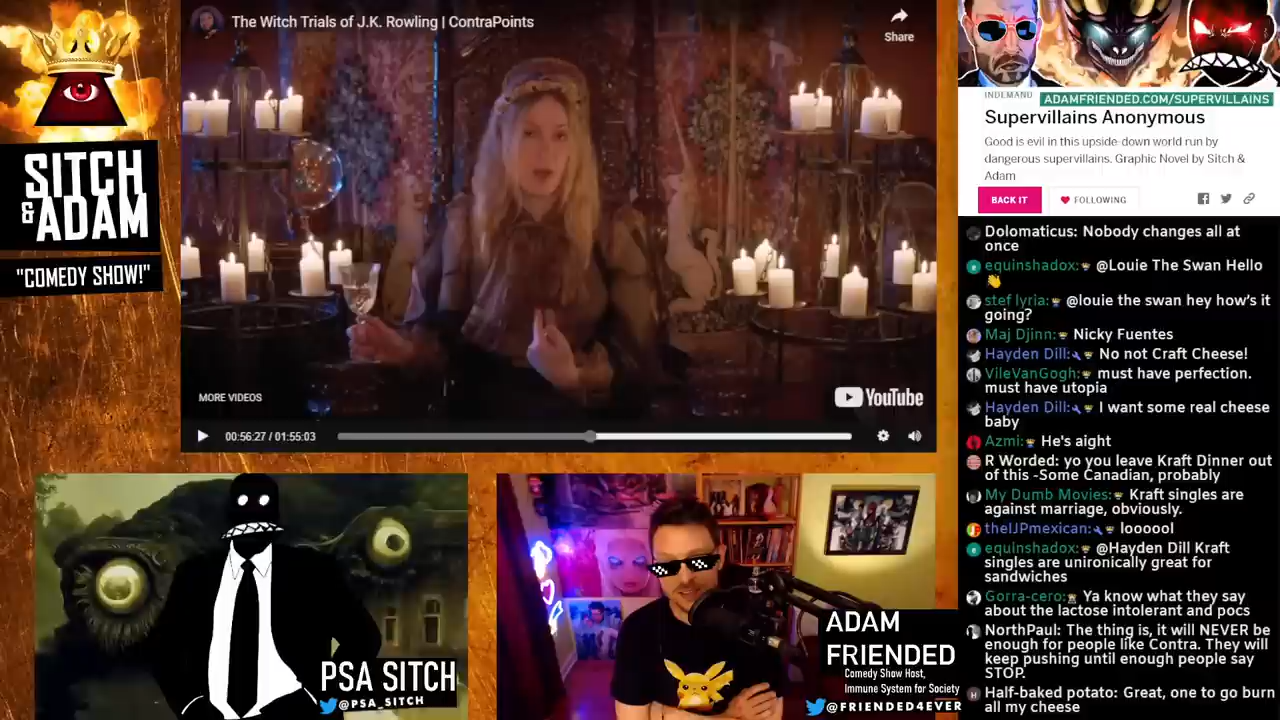 SITCH
& ADAM
"COMEDY SHOW!"
The Witch Trials of J.K. Rowling | ContraPoints
Share
MORE VIDEOS
YouTube
00:56:27 / 01:55:03
PSA SITCH
@PSA_SITCH
ADAM
FRIENDED
Comedy Show Host,
Immune System for Society
@FRIENDED4EVER
INDEMAND
ADAMFRIENDED.COM/SUPERVILLAINS
Supervillains Anonymous
Good is evil in this upside-down world run by
dangerous supervillains. Graphic Novel by Sitch &
Adam
BACK IT
FOLLOWING
Dolomaticus: Nobody changes all at
once
equinshadox: @Louie The Swan Hello
stef lyria: @louie the swan hey how's it
going?
Maj Djinn: Nicky Fuentes
Hayden Dill: No not Craft Cheese!
VileVanGogh: must have perfection.
must have utopia
Hayden Dill: I want some real cheese
baby
Azmi: He's aight
R Worded: yo you leave Kraft Dinner out
of this -Some Canadian, probably
My Dumb Movies: Kraft singles are
against marriage, obviously.
theIJPmexican: loooool
equinshadox: @Hayden Dill Kraft
singles are unironically great for
sandwiches
Gorra-cero: Ya know what they say
about the lactose intolerant and pocs
NorthPaul: The thing is, it will NEVER be
enough for people like Contra. They will
keep pushing until enough people say
STOP.
Half-baked potato: Great, one to go burn
all my cheese